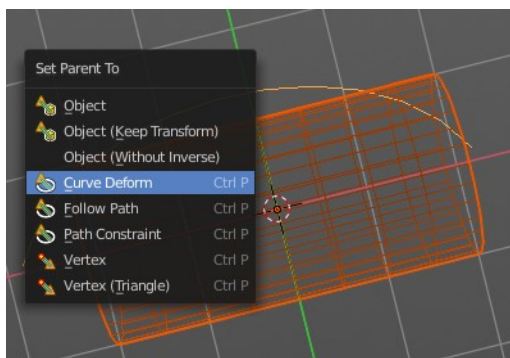 Set Parent To
Object
Object (Keep Transform)
Object (Without Inverse)
Curve Deform Ctrl P
Follow Path Ctrl P
Path Constraint Ctrl P
Vertex Ctrl P
Vertex (Triangle) Ctrl P